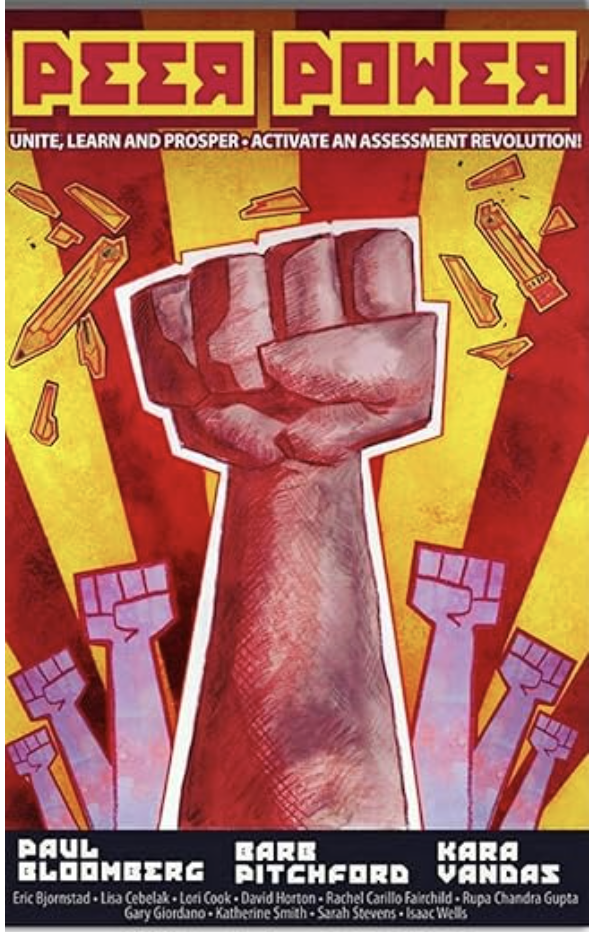 PEER POWER
UNITE, LEARN AND PROSPER • ACTIVATE AN ASSESSMENT REVOLUTION!
PAUL BLOOMBERG
BARB PITCHFORD
KARA VANDAS
Eric Bjornstad • Lisa Cebelak • Lori Cook • David Horton • Rachel Carillo Fairchild • Rupa Chandra Gupta
Gary Giordano • Katherine Smith • Sarah Stevens • Isaac Wells